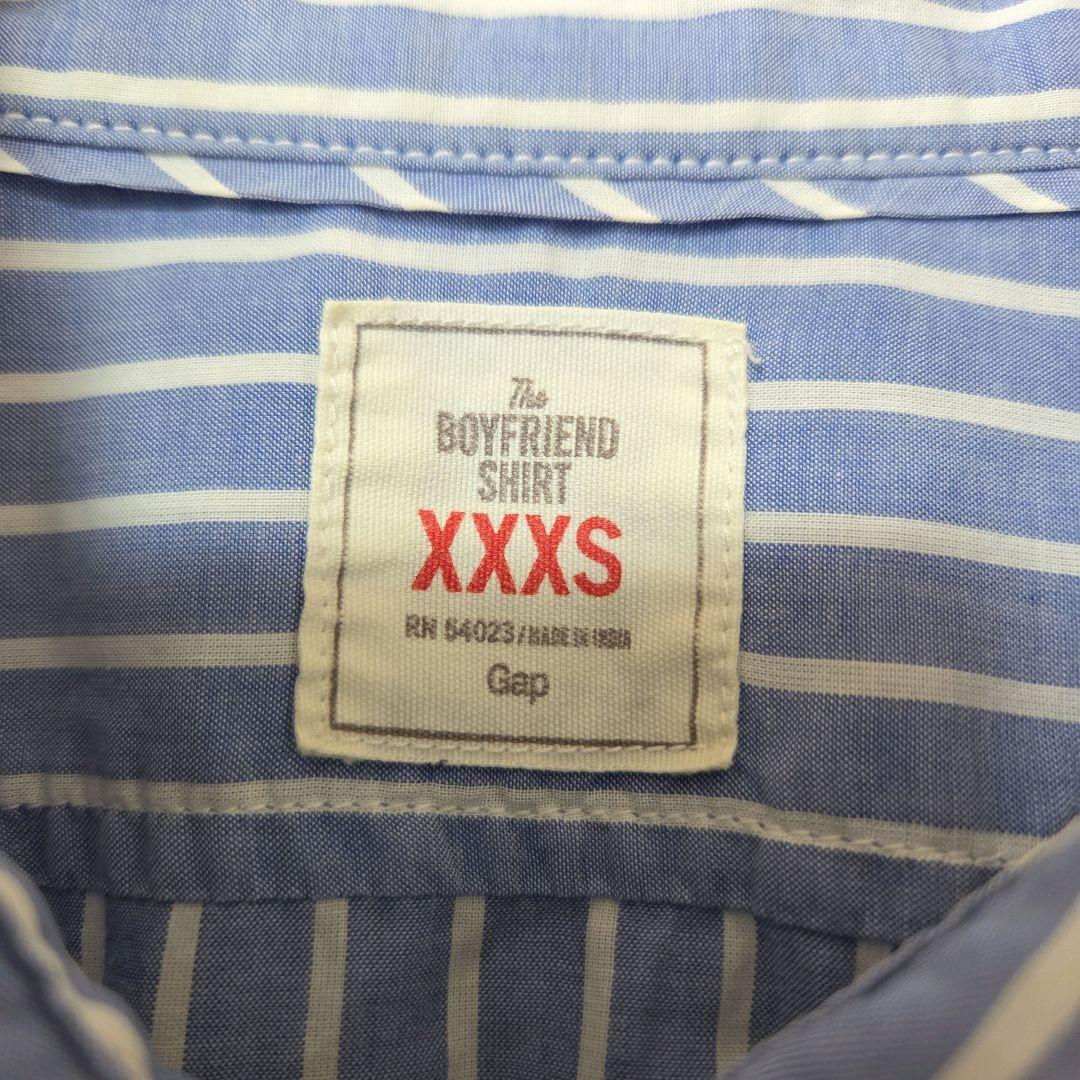 The
BOYFRIEND
SHIRT
XXXS
RN 54023/MADE IN INDIA
Gap